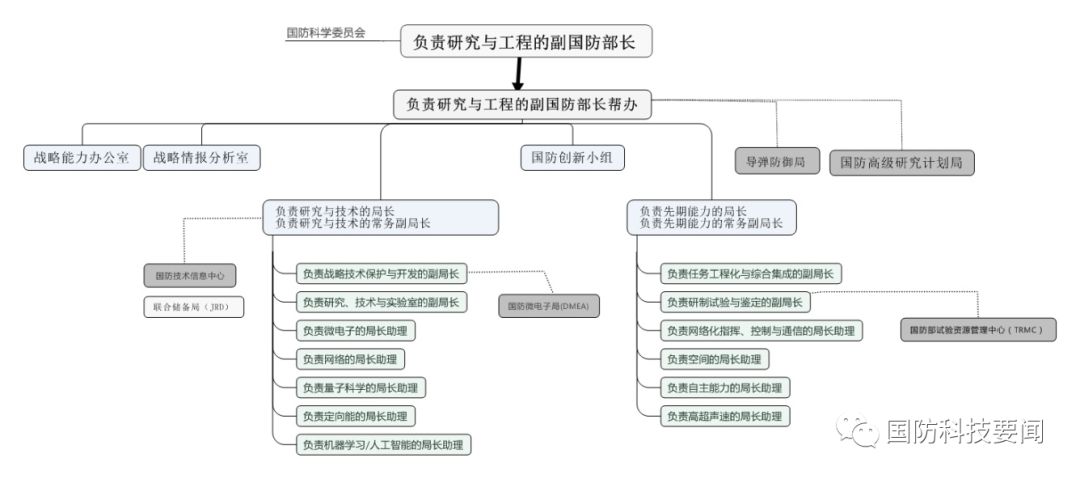 国防科学委员会
负责研究与工程的副国防部长
负责研究与工程的副国防部长帮办
战略能力办公室
战略情报分析室
国防创新小组
导弹防御局
国防高级研究计划局
负责研究与技术的局长
负责研究与技术的常务副局长
国防技术信息中心
联合储备局（JRD）
负责战略技术保护与开发的副局长
负责研究、技术与实验室的副局长
负责微电子的局长助理
负责网络的局长助理
负责量子科学的局长助理
负责定向能的局长助理
负责机器学习/人工智能的局长助理
国防微电子局(DMEA)
负责先期能力的局长
负责先期能力的常务副局长
负责任务工程化与综合集成的副局长
负责研制试验与鉴定的副局长
负责网络化指挥、控制与通信的局长助理
负责空间的局长助理
负责自主能力的局长助理
负责高超声速的局长助理
国防部试验资源管理中心（TRMC）
国防科技要闻